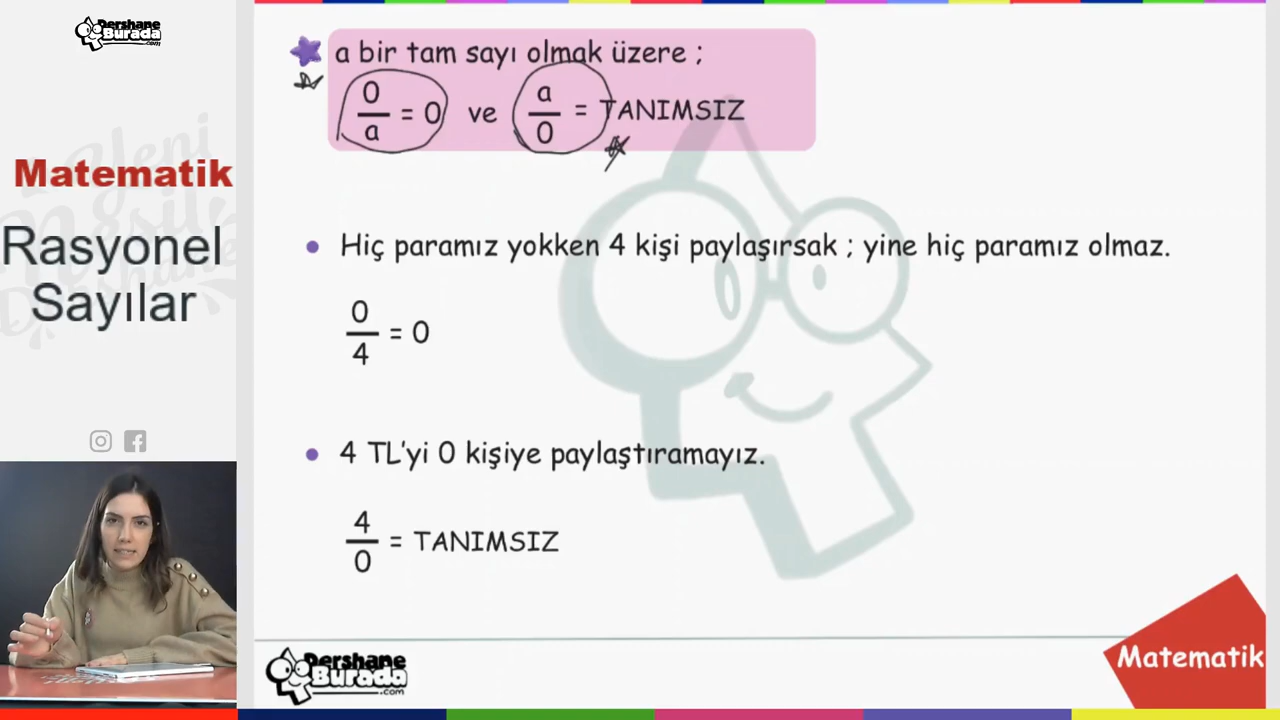 Dershane
Burada
.com
Matematik
Rasyonel
Sayılar
a bir tam sayı olmak üzere ;
0/a = 0 ve a/0 = TANIMSIZ
• Hiç paramız yokken 4 kişi paylaşırsak ; yine hiç paramız olmaz.
0/4 = 0
• 4 TL'yi 0 kişiye paylaştıramayız.
4/0 = TANIMSIZ
Dershane
Burada
.com
Matematik